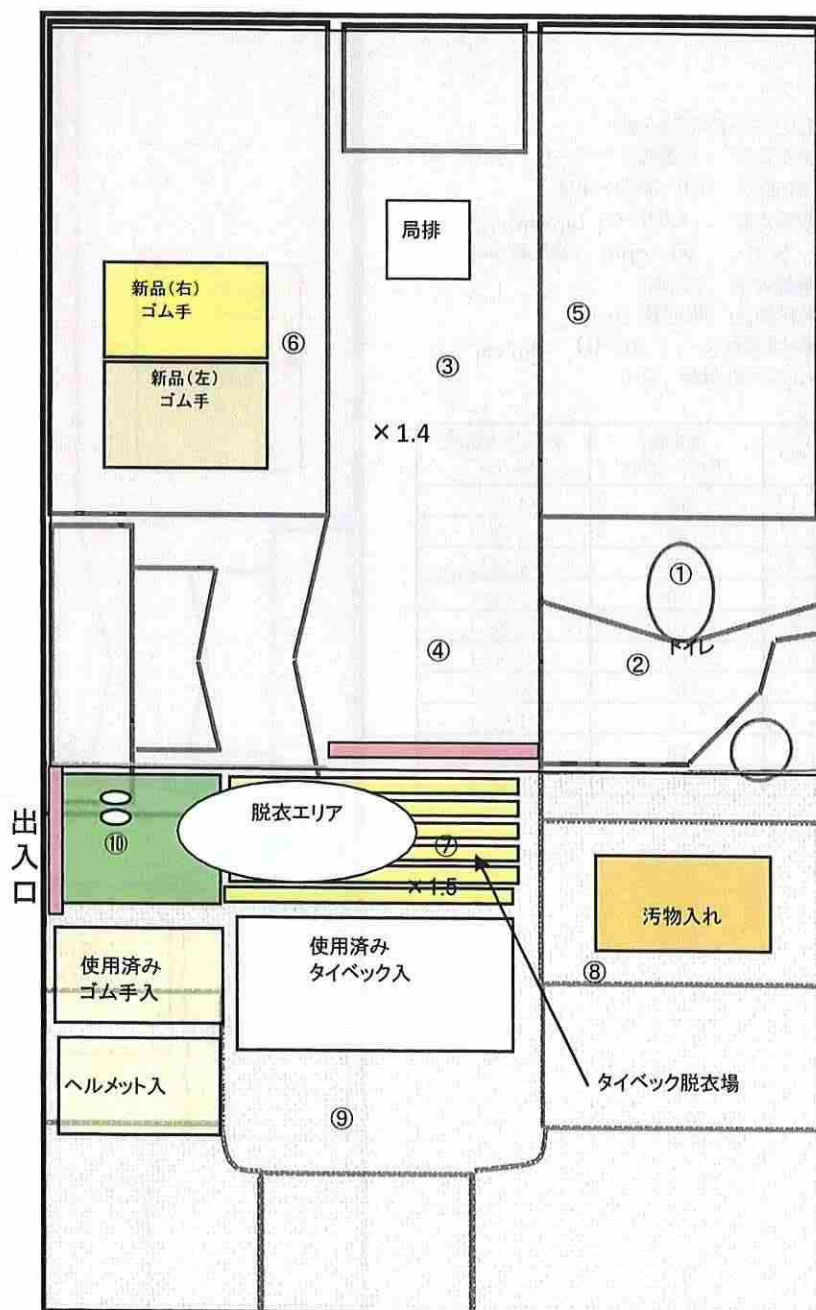 局排
新品(右)
ゴム手
⑥
新品(左)
ゴム手
⑤
③
× 1.4
①
④
②
トイレ
出入口
⑩
脱衣エリア
⑦
× 1.5
使用済み
ゴム手入
使用済み
タイベック入
汚物入れ
⑧
ヘルメット入
タイベック脱衣場
⑨